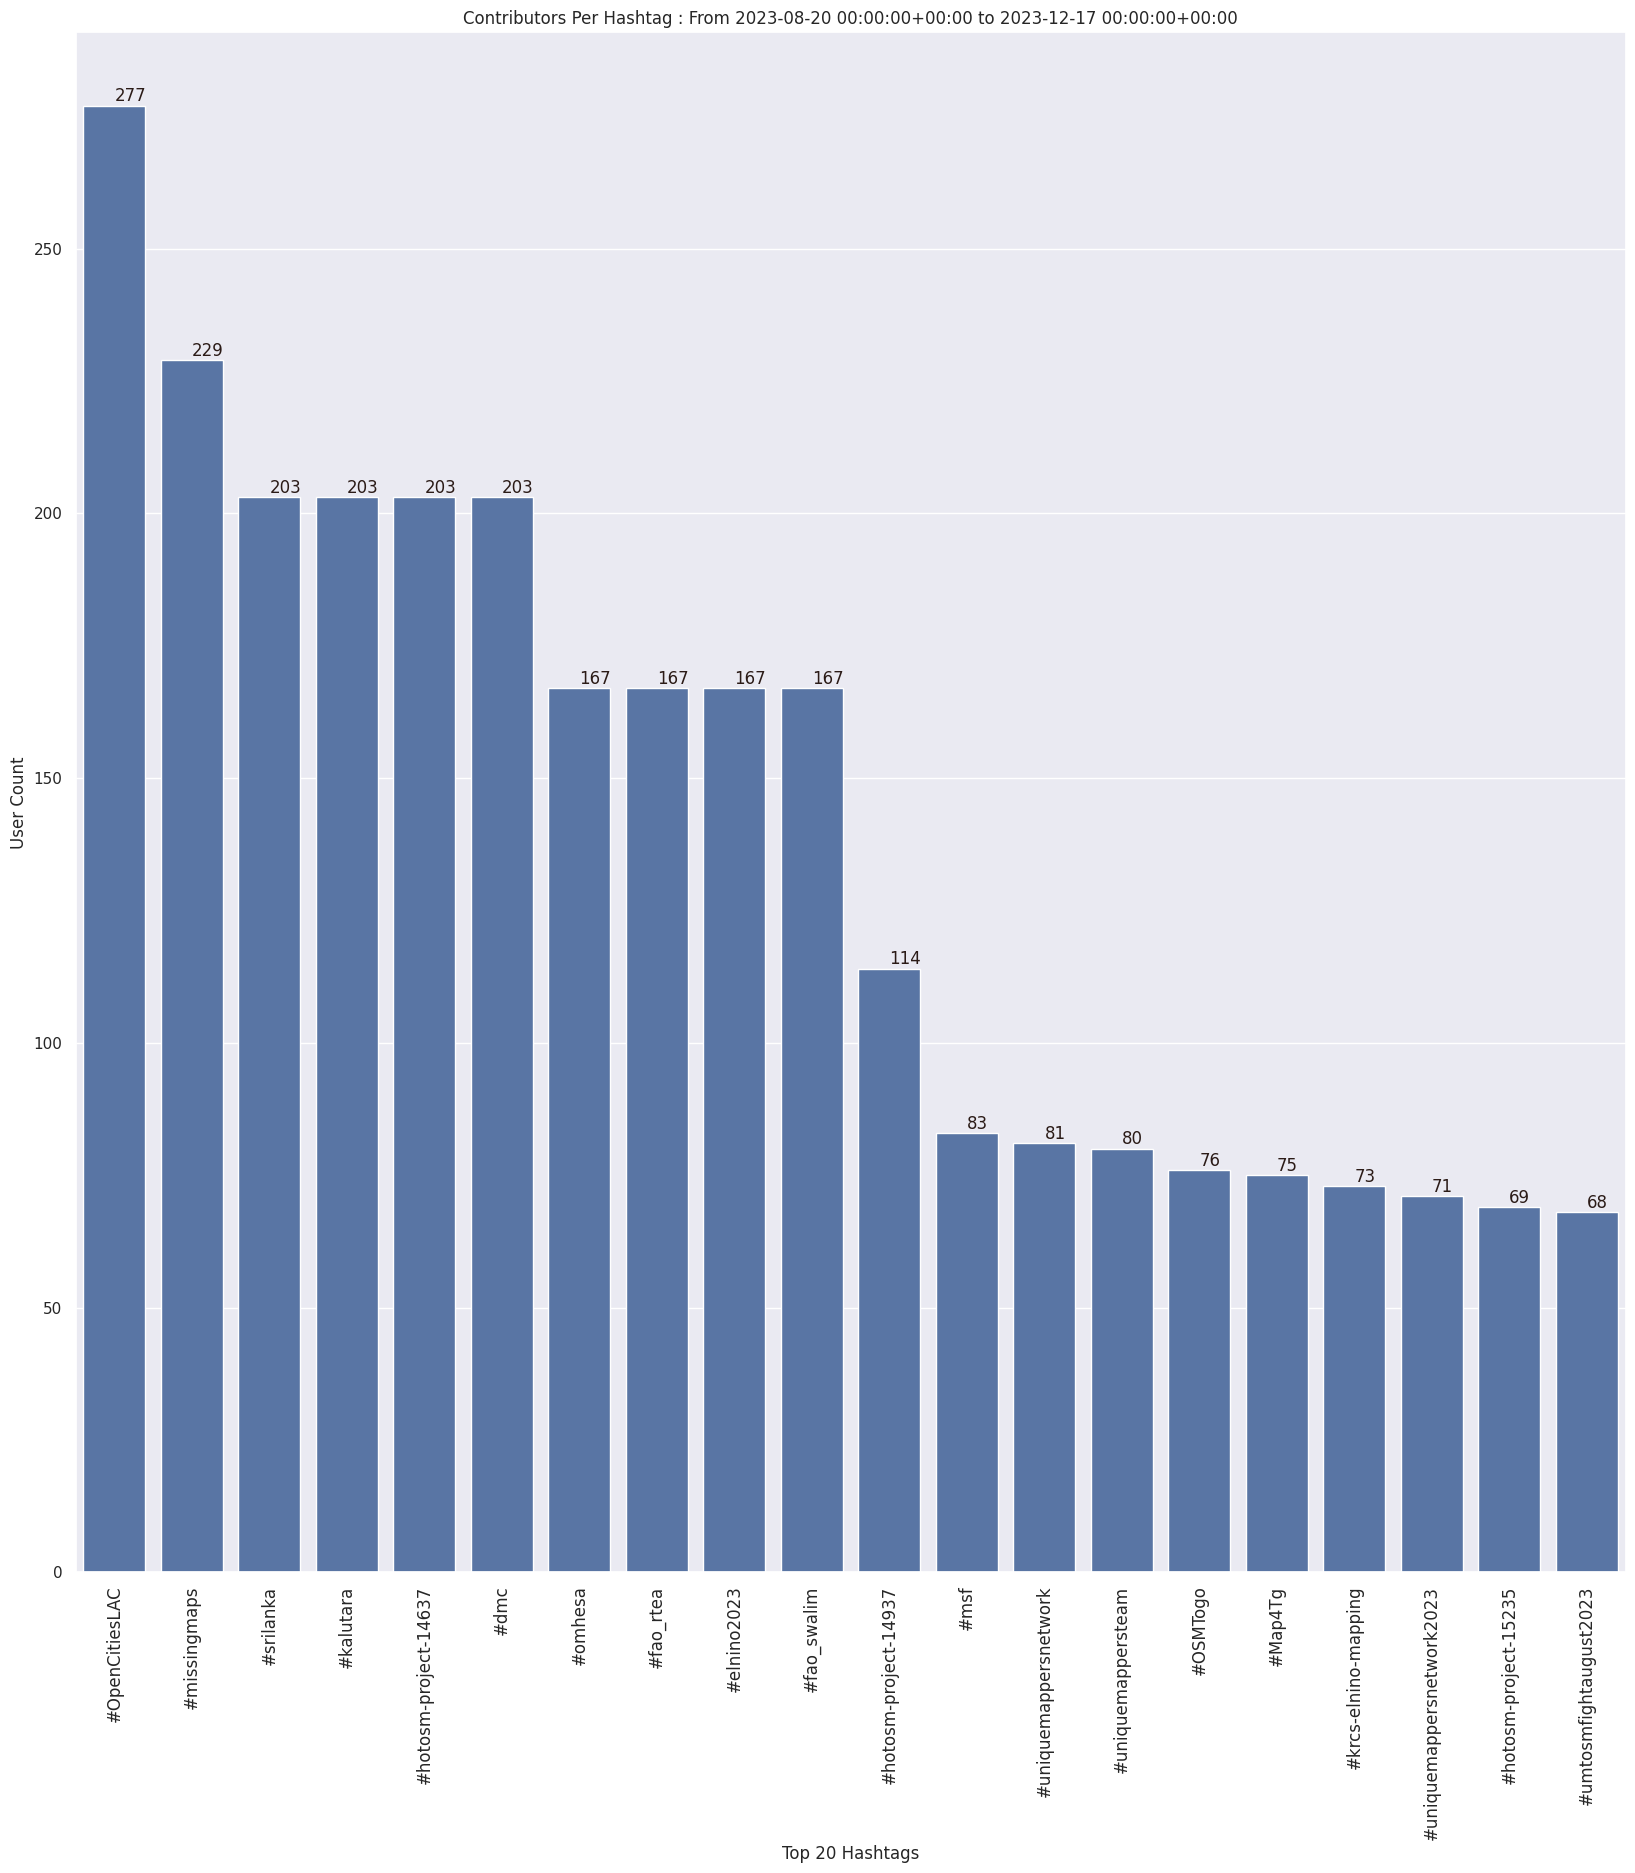 Contributors Per Hashtag : From 2023-08-20 00:00:00+00:00 to 2023-12-17 00:00:00+00:00
277
229
203
203
203
203
167
167
167
167
114
83
81
80
76
75
73
71
69
68
250
200
150
100
50
0
User Count
#OpenCitiesLAC
#missingmaps
#srilanka
#kalutara
#hotosm-project-14637
#dmc
#omhesa
#fao_rtea
#elnino2023
#fao_swalim
#hotosm-project-14937
#msf
#uniquemappersnetwork
#uniquemappersteam
#OSMTogo
#Map4Tg
#krcs-elnino-mapping
#uniquemappersnetwork2023
#hotosm-project-15235
#umtosmfightaugust2023
Top 20 Hashtags